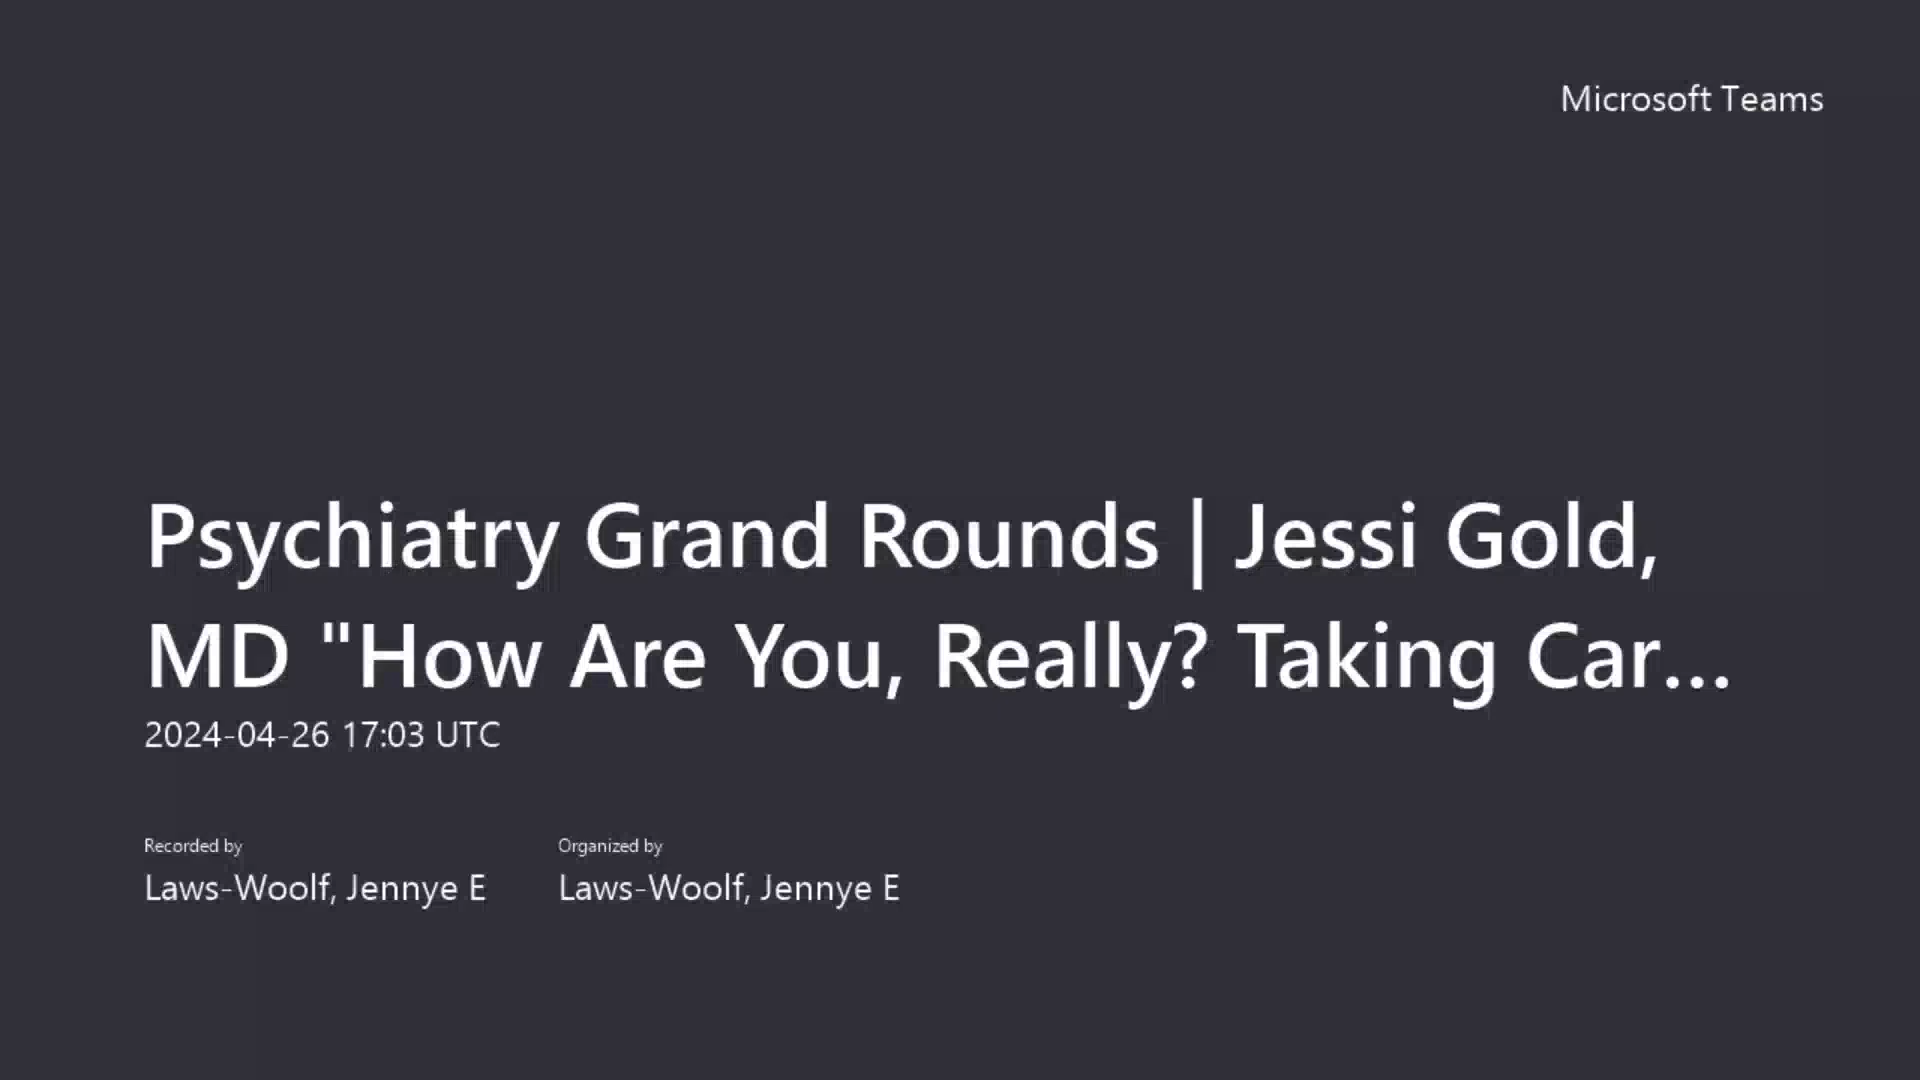 Microsoft Teams
Psychiatry Grand Rounds | Jessi Gold,
MD "How Are You, Really? Taking Car...
2024-04-26 17:03 UTC
Recorded by
Laws-Woolf, Jennye E
Organized by
Laws-Woolf, Jennye E